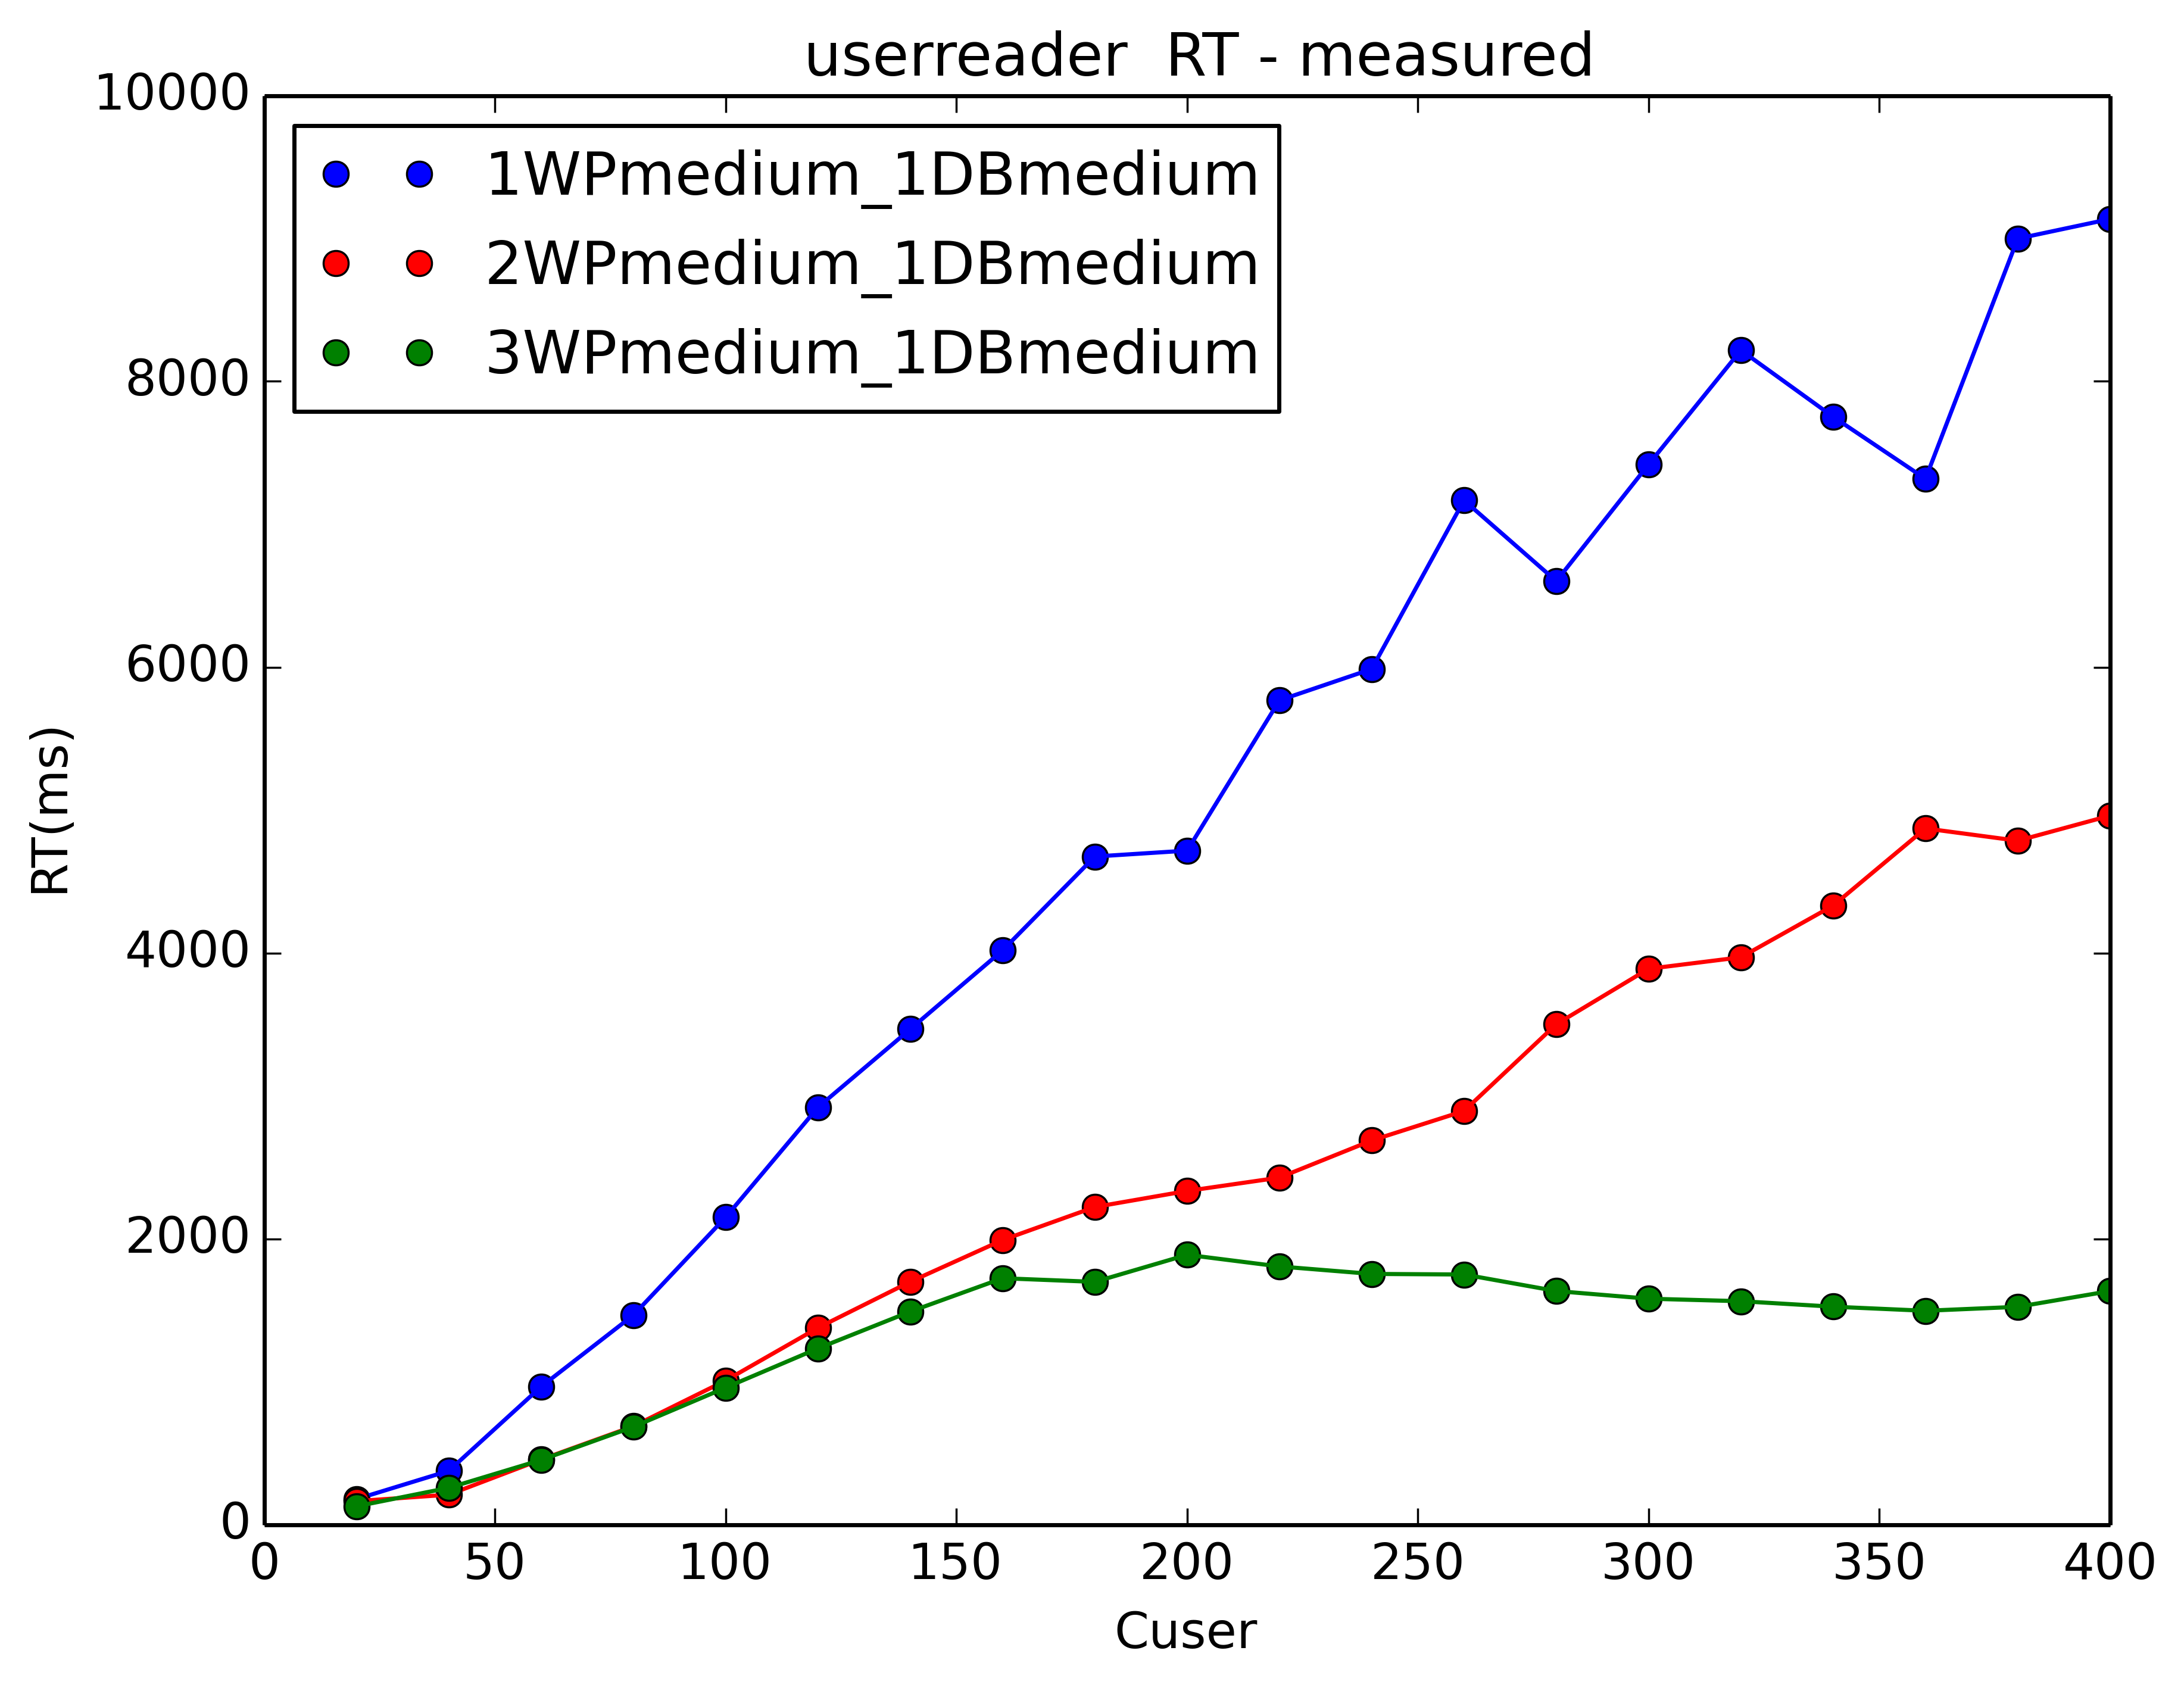 userreader RT - measured
10000
8000
6000
4000
2000
0
RT(ms)
1WPmedium_1DBmedium
2WPmedium_1DBmedium
3WPmedium_1DBmedium
0 50 100 150 200 250 300 350 400
Cuser